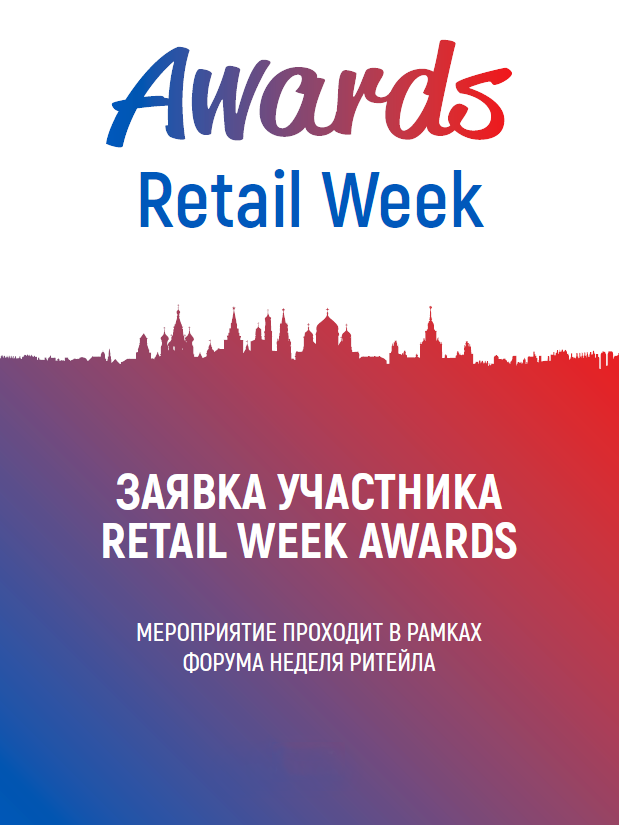 Awards
Retail Week
ЗАЯВКА УЧАСТНИКА
RETAIL WEEK AWARDS
МЕРОПРИЯТИЕ ПРОХОДИТ В РАМКАХ
ФОРУМА НЕДЕЛЯ РИТЕЙЛА